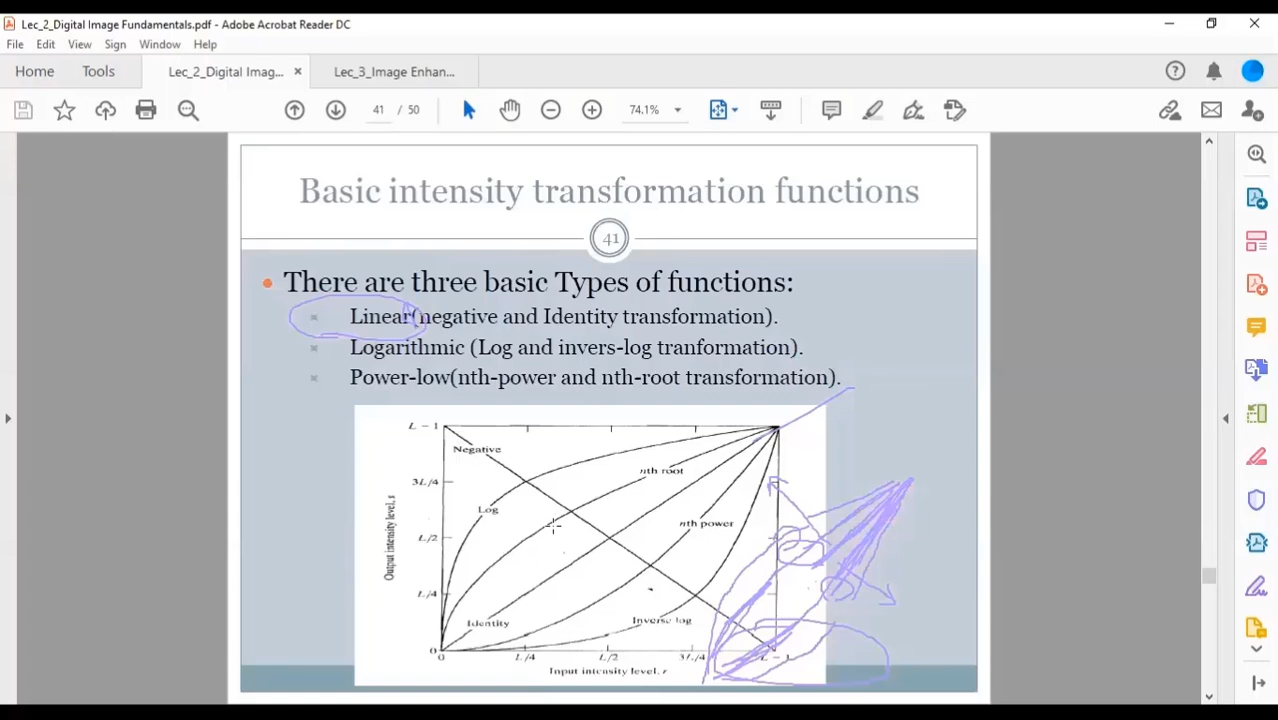 Lec_2_Digital Image Fundamentals.pdf - Adobe Acrobat Reader DC
File Edit View Sign Window Help
Home Tools Lec_2_Digital Imag... × Lec_3_Image Enhan...
41 / 50 74.1%
Basic intensity transformation functions
41
There are three basic Types of functions:
Linear(negative and Identity transformation).
Logarithmic (Log and invers-log tranformation).
Power-low(nth-power and nth-root transformation).
L − 1
Negative
nth root
3L/4
Log
nth power
L/2
Output intensity level, s
L/4
Identity
Inverse log
0
0 L/4 L/2 3L/4 L − 1
Input intensity level, r